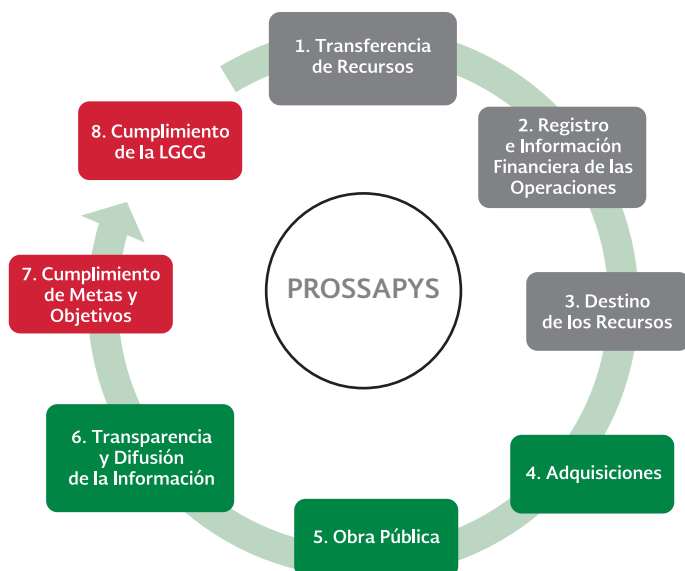 1. Transferencia
de Recursos
2. Registro
e Información
Financiera de las
Operaciones
3. Destino
de los Recursos
4. Adquisiciones
5. Obra Pública
6. Transparencia
y Difusión
de la Información
7. Cumplimiento
de Metas y
Objetivos
8. Cumplimiento
de la LGCG
PROSSAPYS